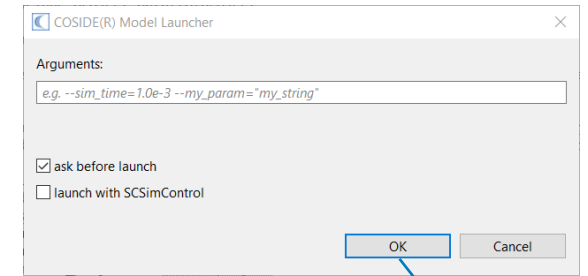 COSIDE(R) Model Launcher
Arguments:
e.g. --sim_time=1.0e-3 --my_param="my_string"
ask before launch
launch with SCSimControl
OK Cancel